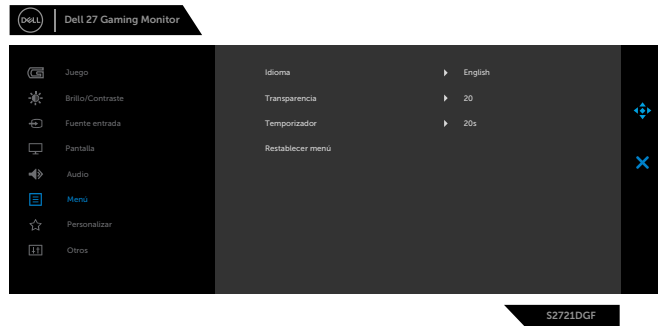 DELL Dell 27 Gaming Monitor
Juego
Brillo/Contraste
Fuente entrada
Pantalla
Audio
Menú
Personalizar
Otros
Idioma English
Transparencia 20
Temporizador 20s
Restablecer menú
S2721DGF